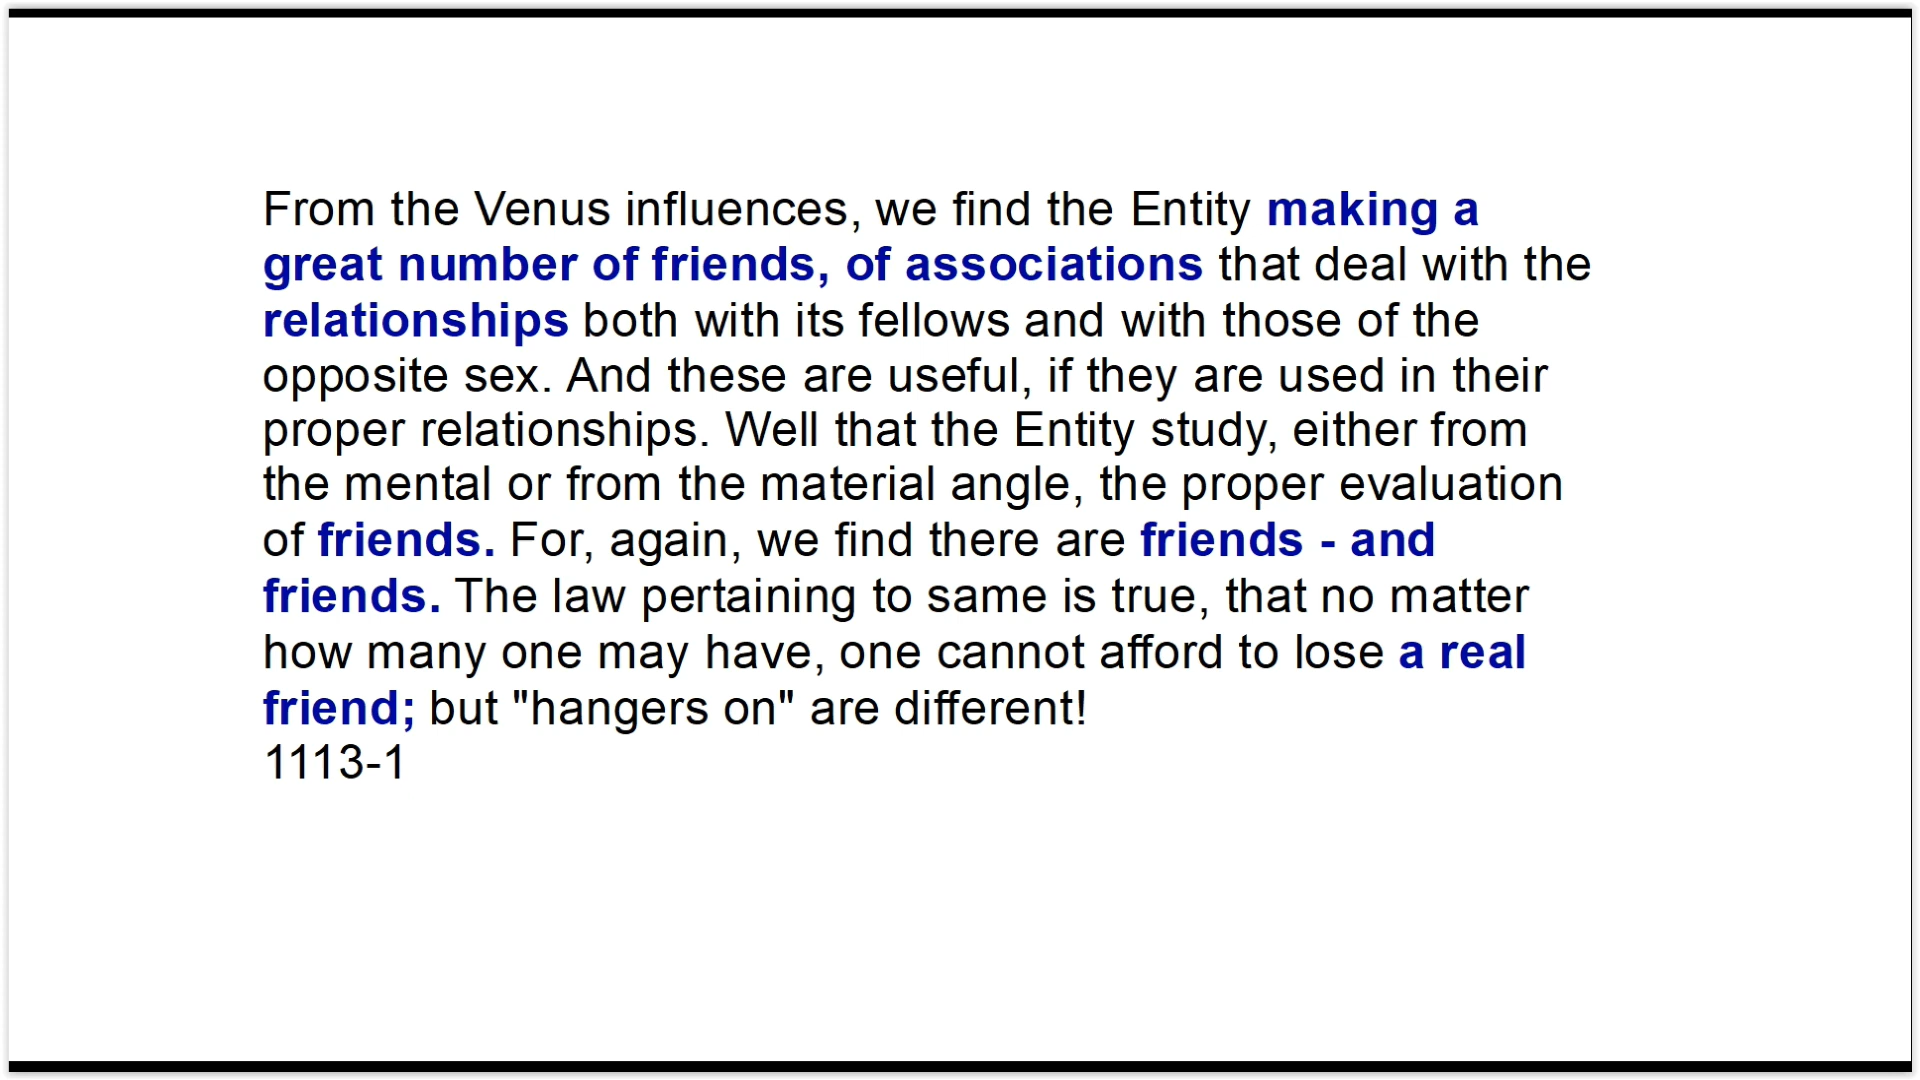 From the Venus influences, we find the Entity making a
great number of friends, of associations that deal with the
relationships both with its fellows and with those of the
opposite sex. And these are useful, if they are used in their
proper relationships. Well that the Entity study, either from
the mental or from the material angle, the proper evaluation
of friends. For, again, we find there are friends - and
friends. The law pertaining to same is true, that no matter
how many one may have, one cannot afford to lose a real
friend; but "hangers on" are different!
1113-1